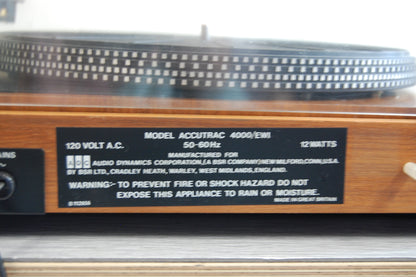 MODEL ACCUTRAC 4000/EWI
120 VOLT A.C. 50-60Hz 12 WATTS
MANUFACTURED FOR
ADC AUDIO DYNAMICS CORPORATION,(A BSR COMPANY) NEW MILFORD, CONN, U.S.A.
BY BSR LTD., CRADLEY HEATH, WARLEY, WEST MIDLANDS, ENGLAND.
WARNING:- TO PREVENT FIRE OR SHOCK HAZARD DO NOT
EXPOSE THIS APPLIANCE TO RAIN OR MOISTURE.
MADE IN GREAT BRITAIN
AINS